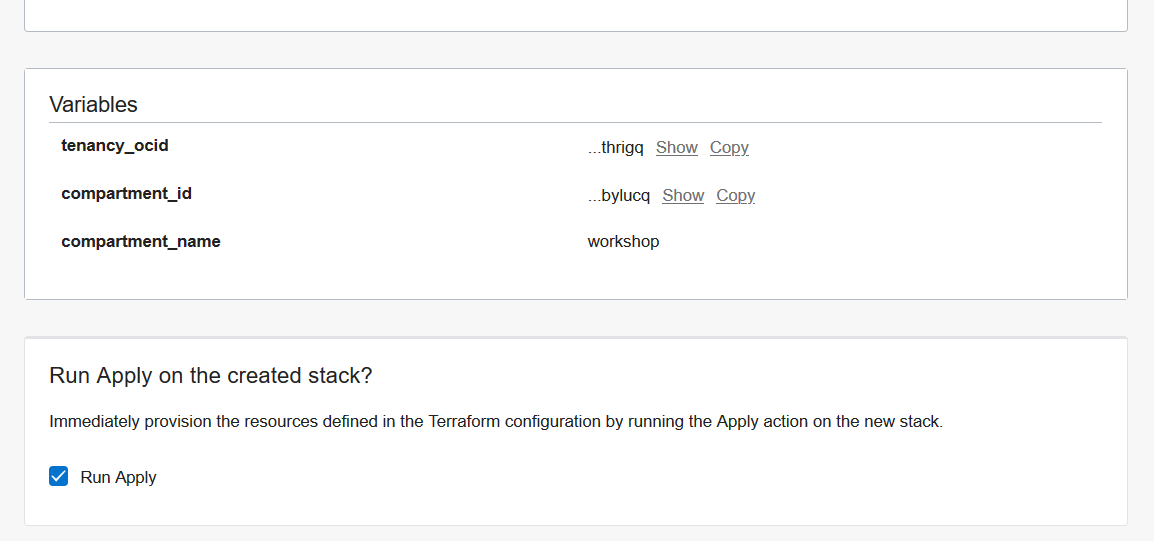 Variables
tenancy_ocid ...thrigq Show Copy
compartment_id ...bylucq Show Copy
compartment_name workshop
Run Apply on the created stack?
Immediately provision the resources defined in the Terraform configuration by running the Apply action on the new stack.
Run Apply